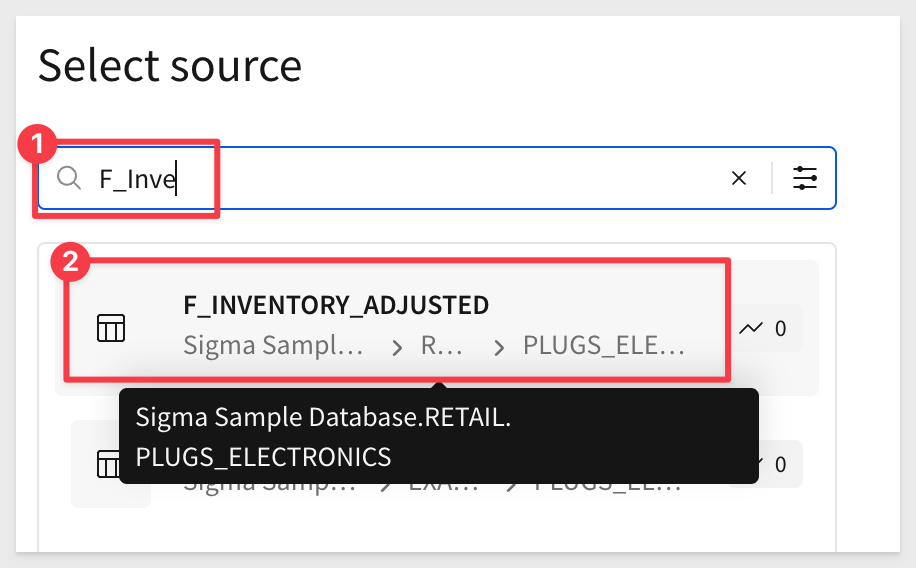 Select source
1
F_Inve
2
F_INVENTORY_ADJUSTED
Sigma Sampl... > R... > PLUGS_ELE...
0
Sigma Sample Database.RETAIL.
PLUGS_ELECTRONICS
0
Sigma Samp... > EXA... > PLUGS_EL...